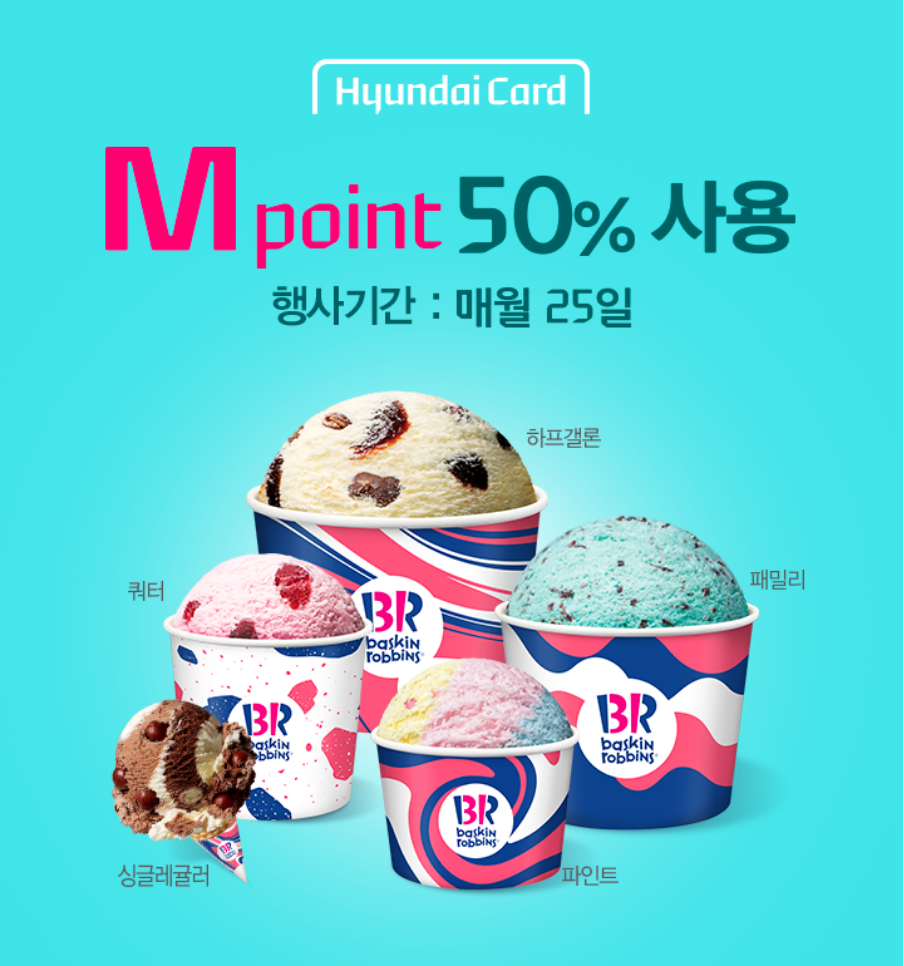 Hyundai Card
M point 50% 사용
행사기간 : 매월 25일
하프갤론
쿼터
패밀리
BR
baskin
robbins
BR
baskin
robbins
BR
baskin
robbins
BR
baskin
robbins
BR
싱글레귤러
파인트